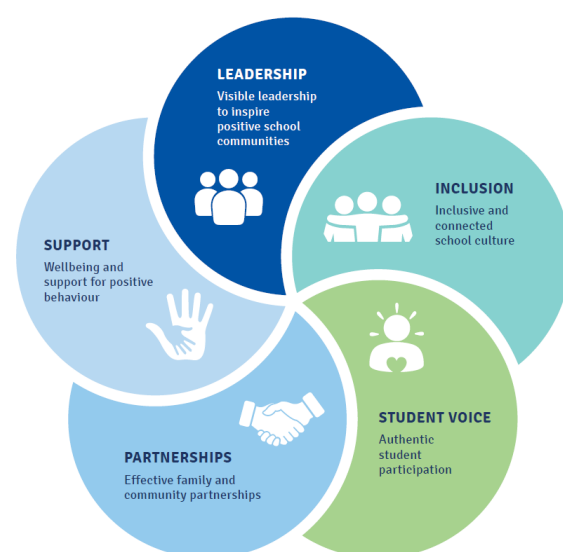 LEADERSHIP
Visible leadership
to inspire
positive school
communities
INCLUSION
Inclusive and
connected
school culture
STUDENT VOICE
Authentic
student
participation
PARTNERSHIPS
Effective family and
community partnerships
SUPPORT
Wellbeing and
support for positive
behaviour